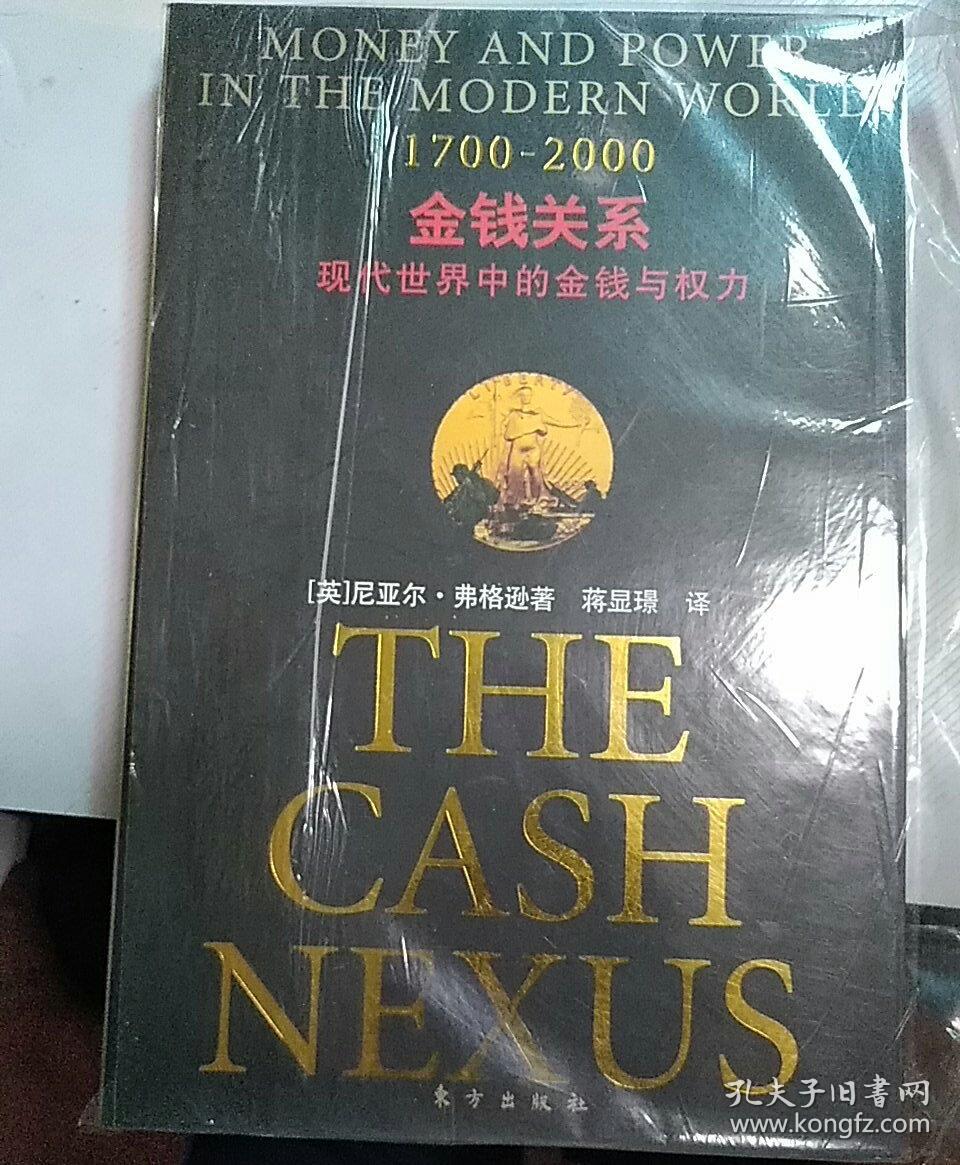 MONEY AND POWER
IN THE MODERN WORLD
1700-2000
金钱关系
现代世界中的金钱与权力
LIBERTY
[英]尼亚尔·弗格逊著 蒋显璟 译
THE
CASH
NEXUS
东方出版社
孔夫子旧书网
www.kongfz.com